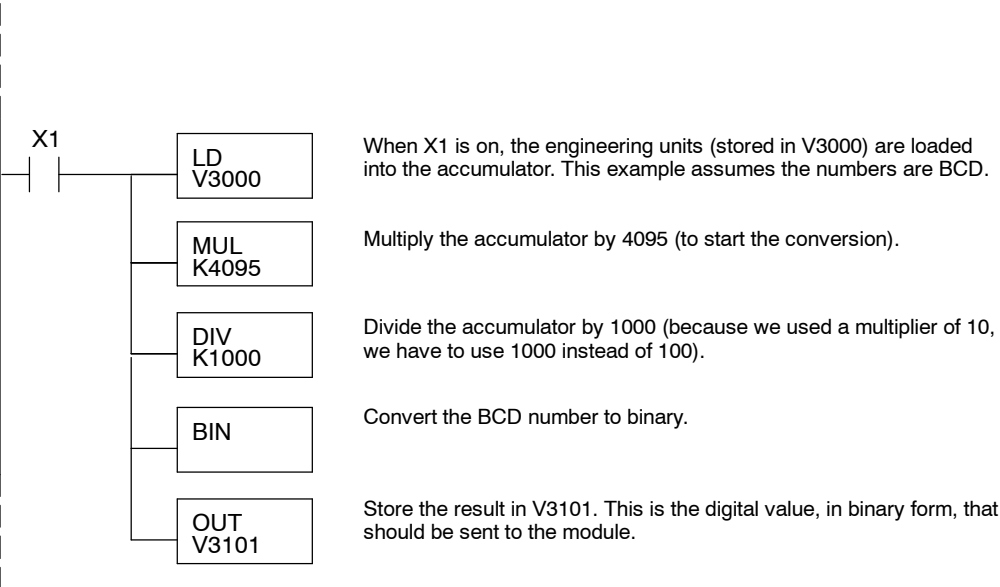 X1
LD
V3000
When X1 is on, the engineering units (stored in V3000) are loaded
into the accumulator. This example assumes the numbers are BCD.
MUL
K4095
Multiply the accumulator by 4095 (to start the conversion).
DIV
K1000
Divide the accumulator by 1000 (because we used a multiplier of 10,
we have to use 1000 instead of 100).
BIN
Convert the BCD number to binary.
OUT
V3101
Store the result in V3101. This is the digital value, in binary form, that
should be sent to the module.